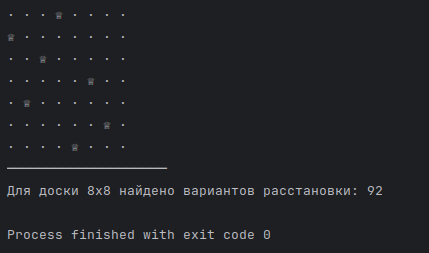 · · · ♕ · · · ·
♕ · · · · · · ·
· · ♕ · · · · ·
· · · · · ♕ · ·
· ♕ · · · · · ·
· · · · · · ♕ ·
· · · · ♕ · · ·
────────────────────
Для доски 8x8 найдено вариантов расстановки: 92
Process finished with exit code 0